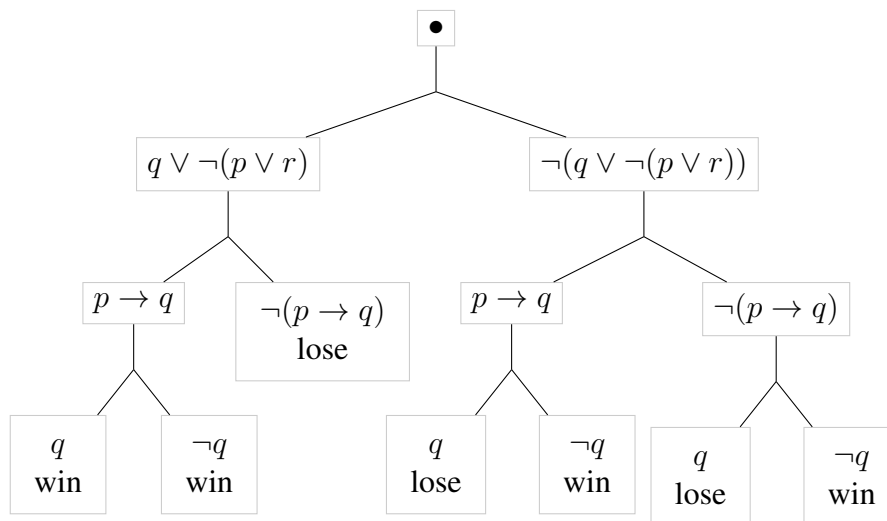 •
q ∨ ¬(p ∨ r)
¬(q ∨ ¬(p ∨ r))
p → q
¬(p → q)
lose
p → q
¬(p → q)
q
win
¬q
win
q
lose
¬q
win
q
lose
¬q
win